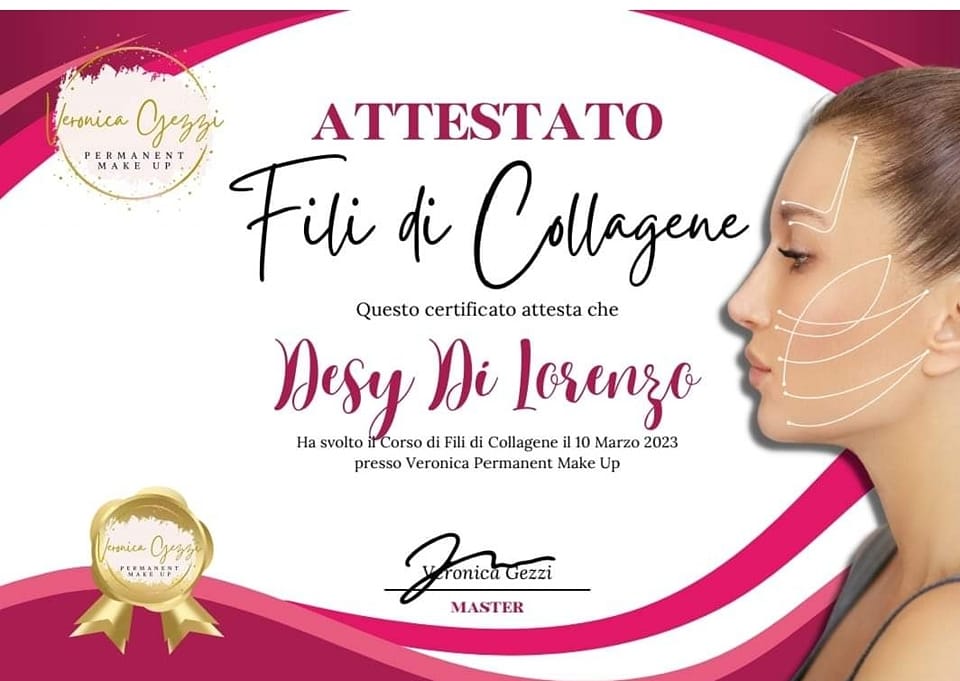 Veronica Gezzi
PERMANENT
MAKE UP
ATTESTATO
Fili di Collagene
Questo certificato attesta che
Desy Di Lorenzo
Ha svolto il Corso di Fili di Collagene il 10 Marzo 2023
presso Veronica Permanent Make Up
Veronica Gezzi
PERMANENT
MAKE UP
Veronica Gezzi
MASTER